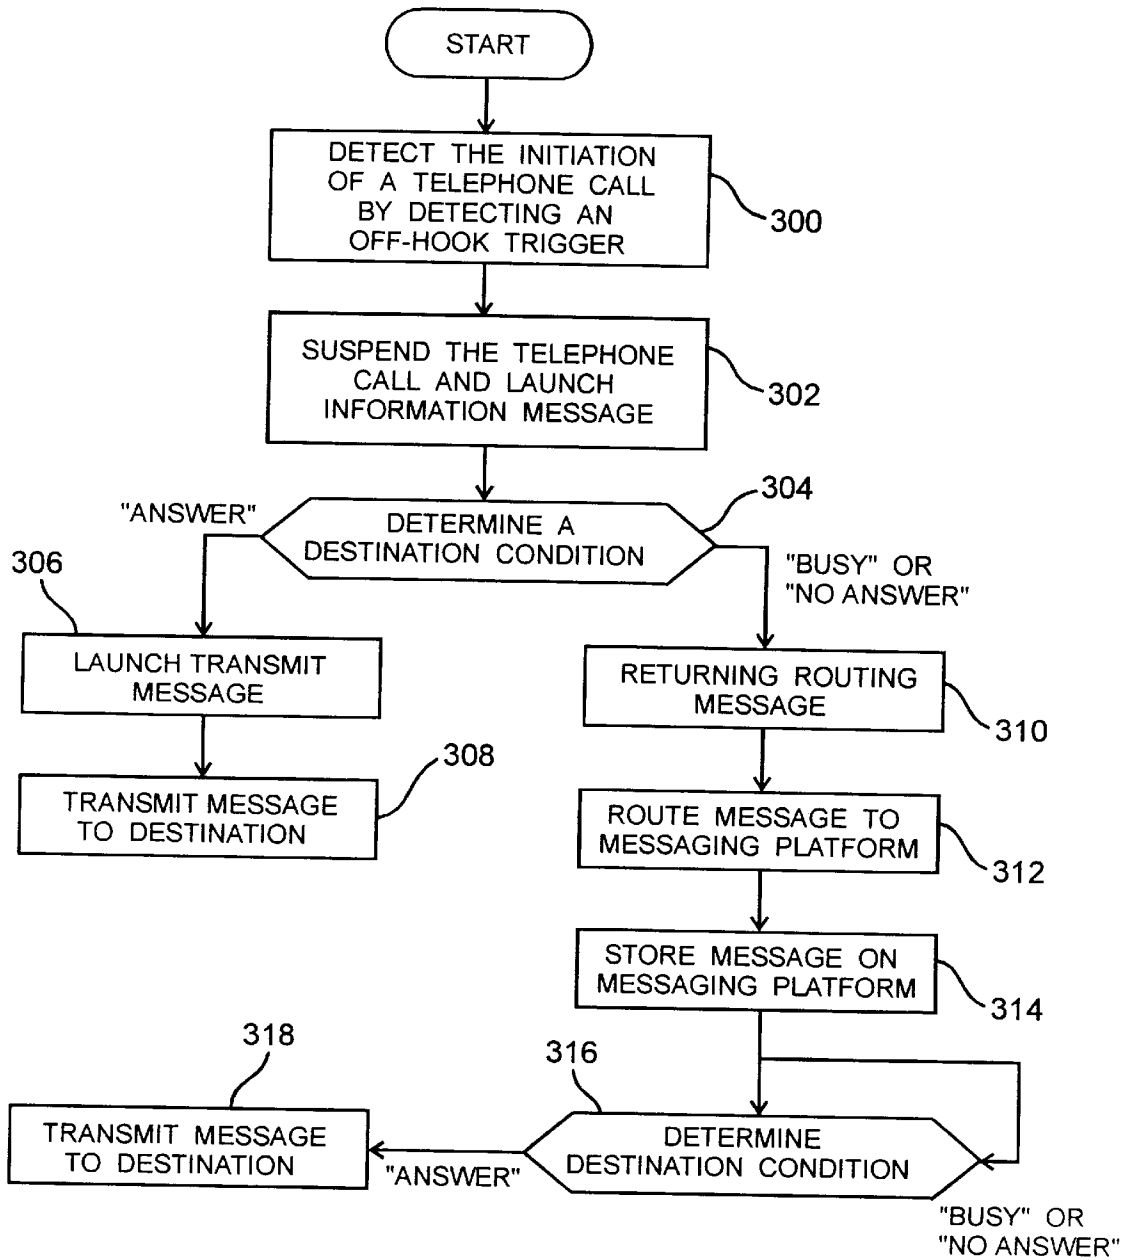 START
DETECT THE INITIATION
OF A TELEPHONE CALL
BY DETECTING AN
OFF-HOOK TRIGGER
300
SUSPEND THE TELEPHONE
CALL AND LAUNCH
INFORMATION MESSAGE
302
304
"ANSWER"
DETERMINE A
DESTINATION CONDITION
"BUSY" OR
"NO ANSWER"
306
LAUNCH TRANSMIT
MESSAGE
RETURNING ROUTING
MESSAGE
310
308
TRANSMIT MESSAGE
TO DESTINATION
ROUTE MESSAGE TO
MESSAGING PLATFORM
312
STORE MESSAGE ON
MESSAGING PLATFORM
314
318
316
TRANSMIT MESSAGE
TO DESTINATION
"ANSWER"
DETERMINE
DESTINATION CONDITION
"BUSY" OR
"NO ANSWER"